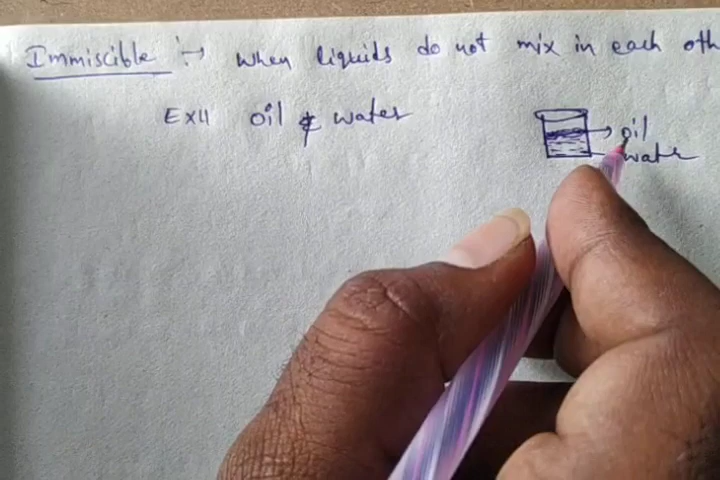 Immiscible :→ When liquids do not mix in each oth
Ex:- oil & water
oil
water